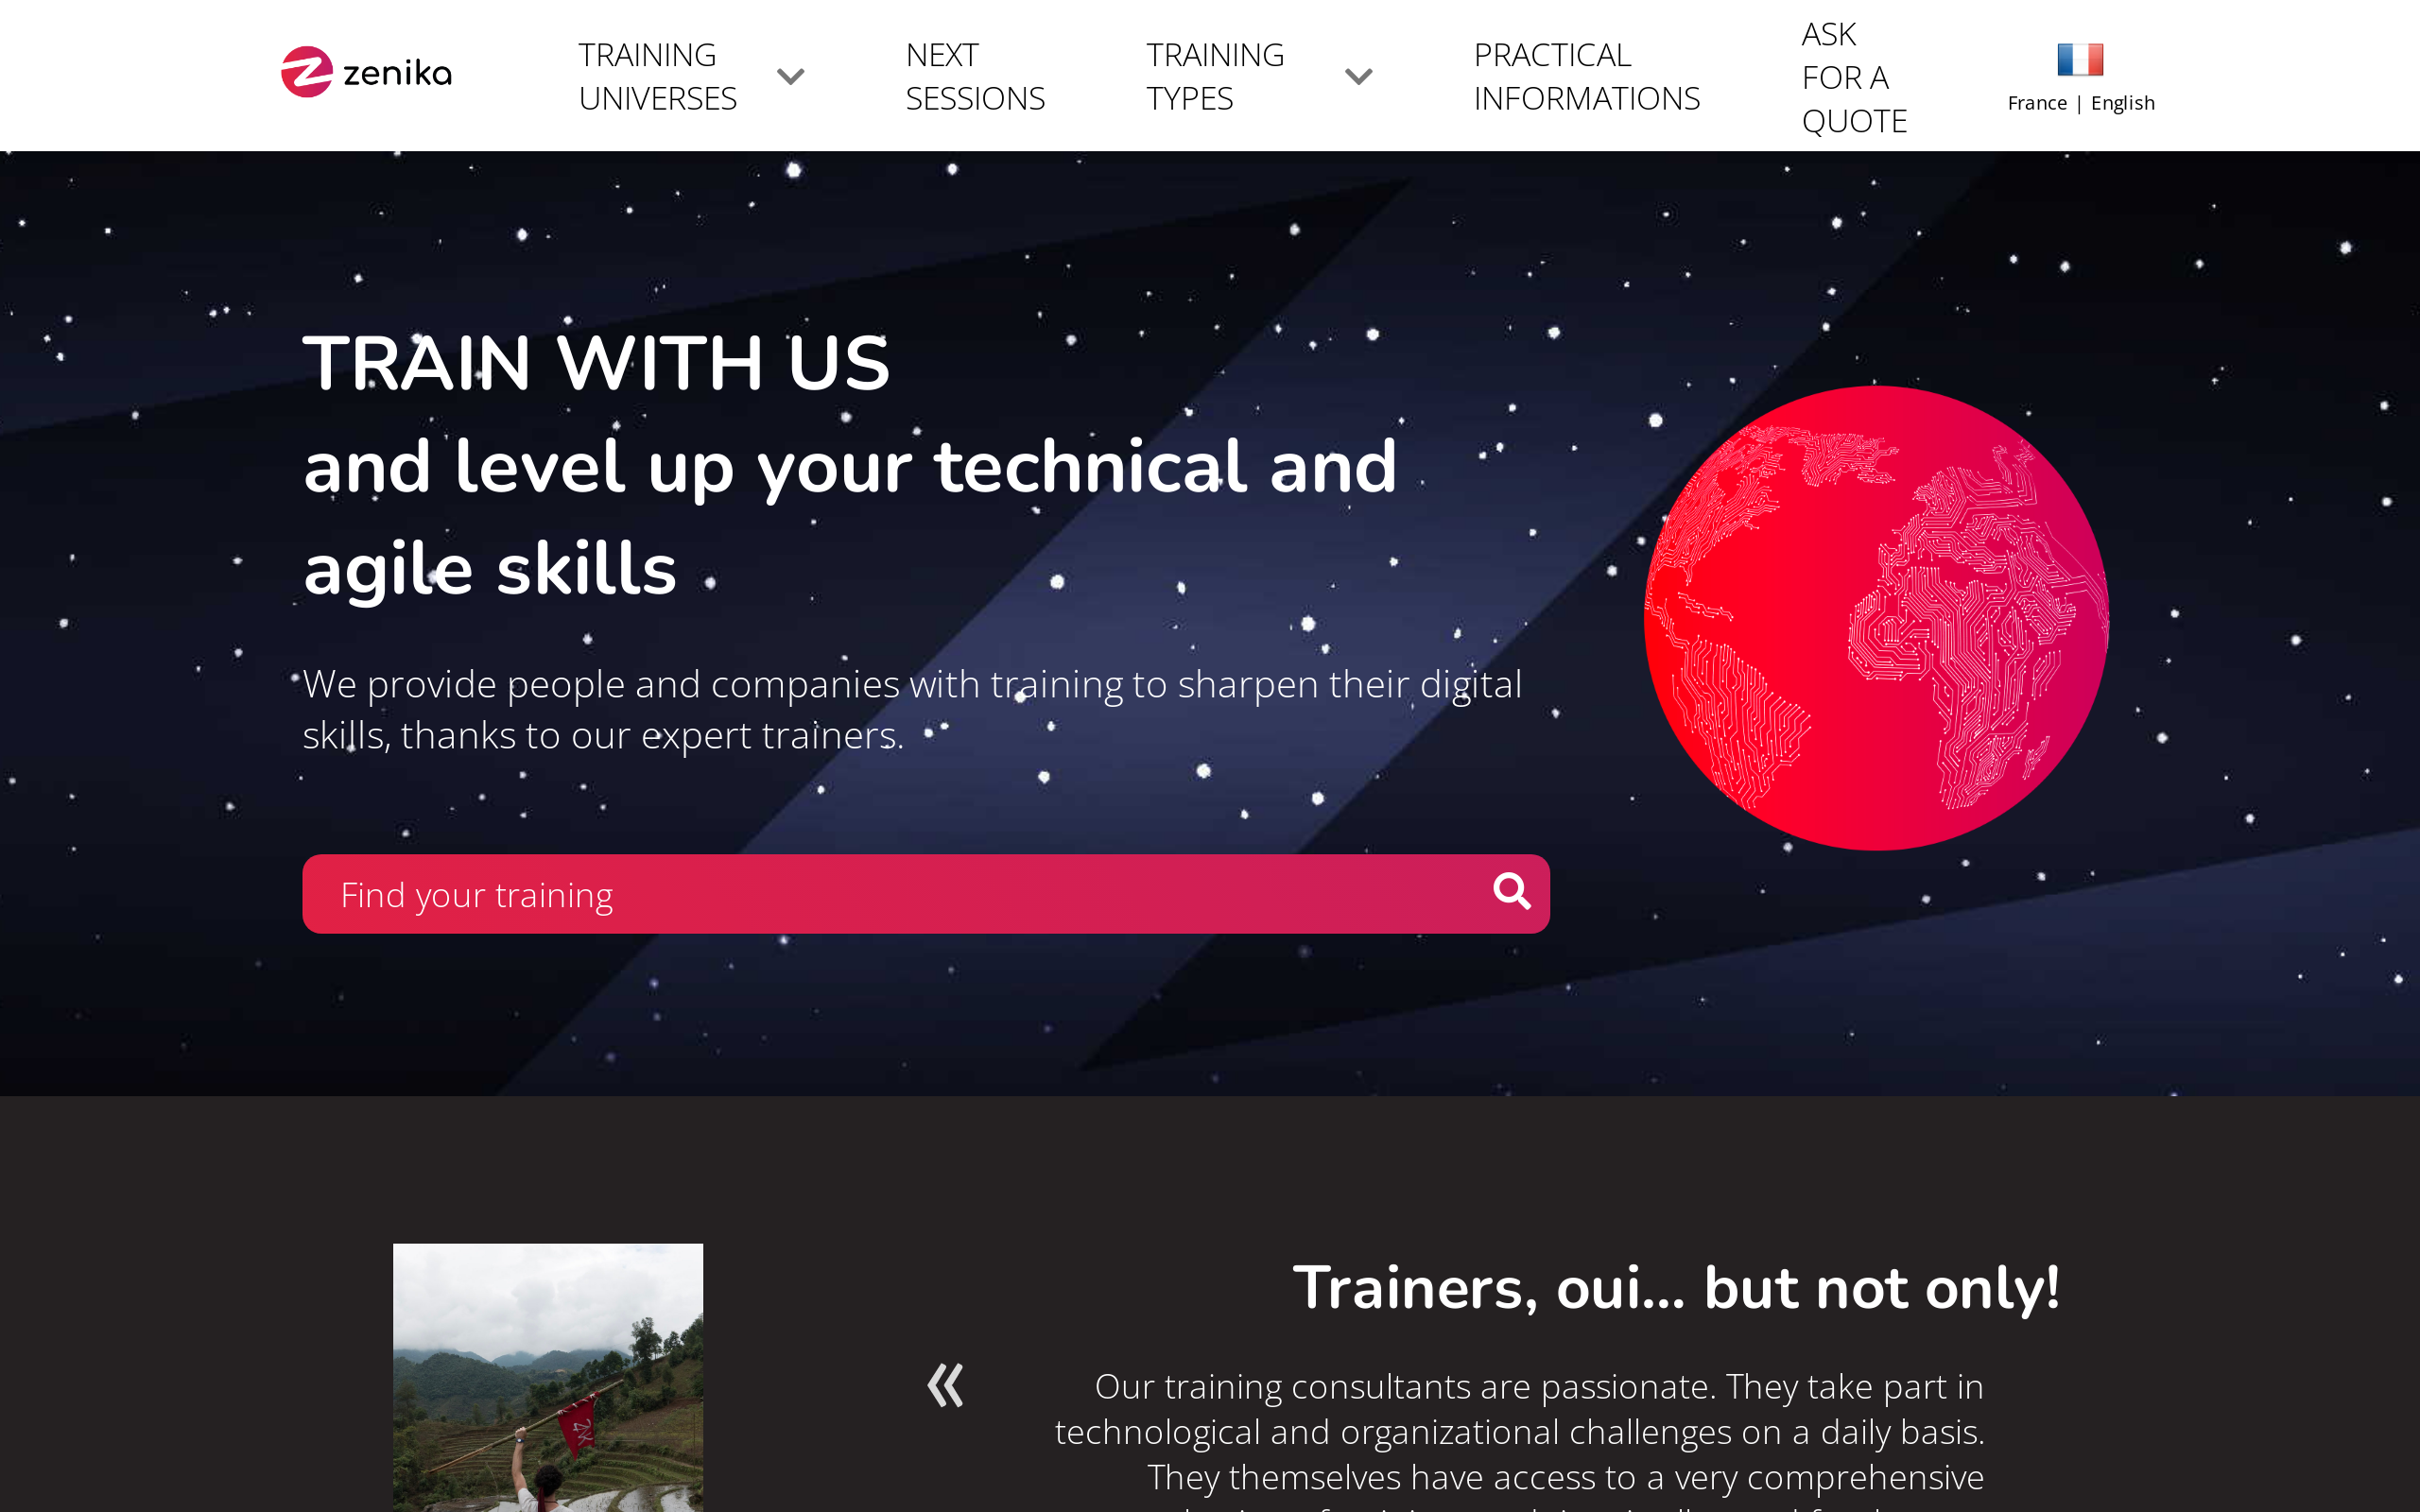 zenika
TRAINING
UNIVERSES
NEXT
SESSIONS
TRAINING
TYPES
PRACTICAL
INFORMATIONS
ASK
FOR A
QUOTE
France | English
TRAIN WITH US
and level up your technical and
agile skills
We provide people and companies with training to sharpen their digital
skills, thanks to our expert trainers.
Find your training
Trainers, oui... but not only!
«
Our training consultants are passionate. They take part in
technological and organizational challenges on a daily basis.
They themselves have access to a very comprehensive